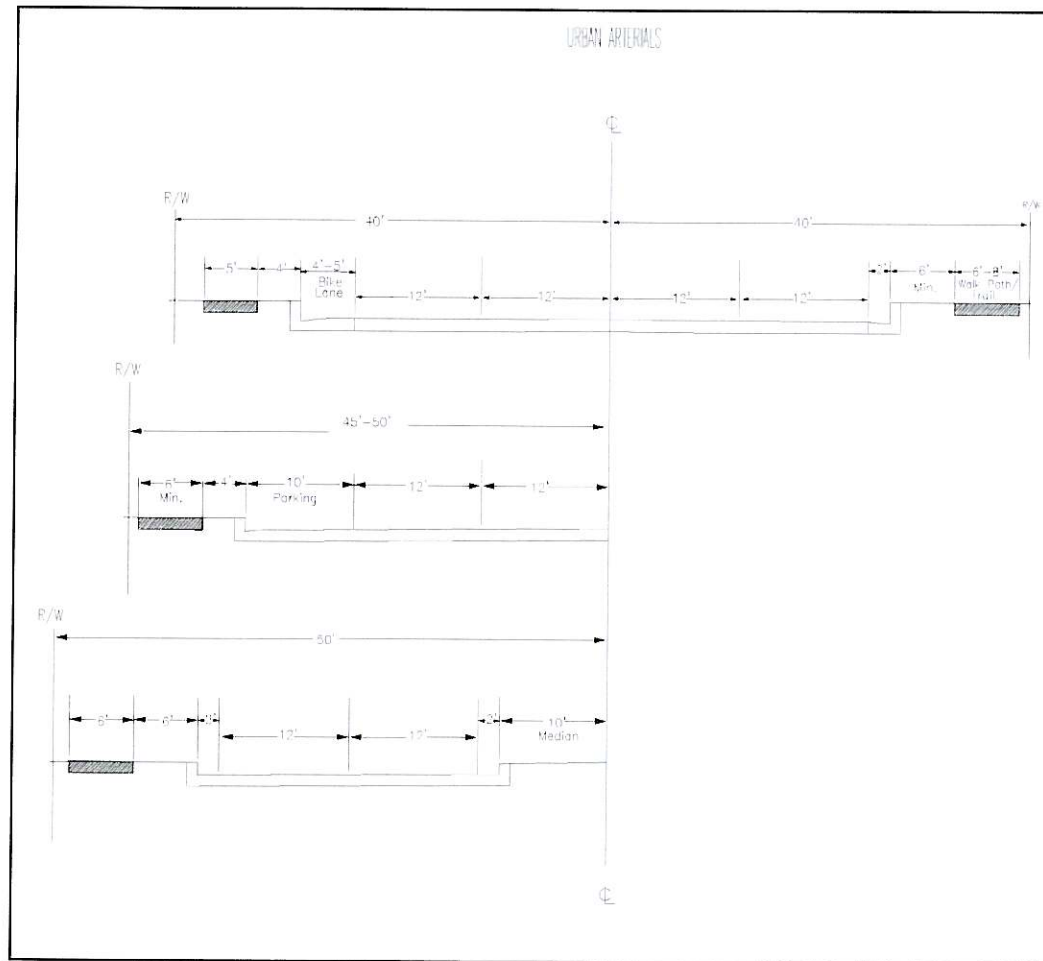 URBAN ARTERIALS
℄
R/W
R/W
40'
40'
5'
4'
4'-5'
Bike
Lane
12'
12'
12'
12'
2'
6'
Min.
6'-8'
Walk Path/
Trail
R/W
45'-50'
6'
Min.
4'
10'
Parking
12'
12'
R/W
50'
6'
6'
12'
12'
2'
10'
Median
℄